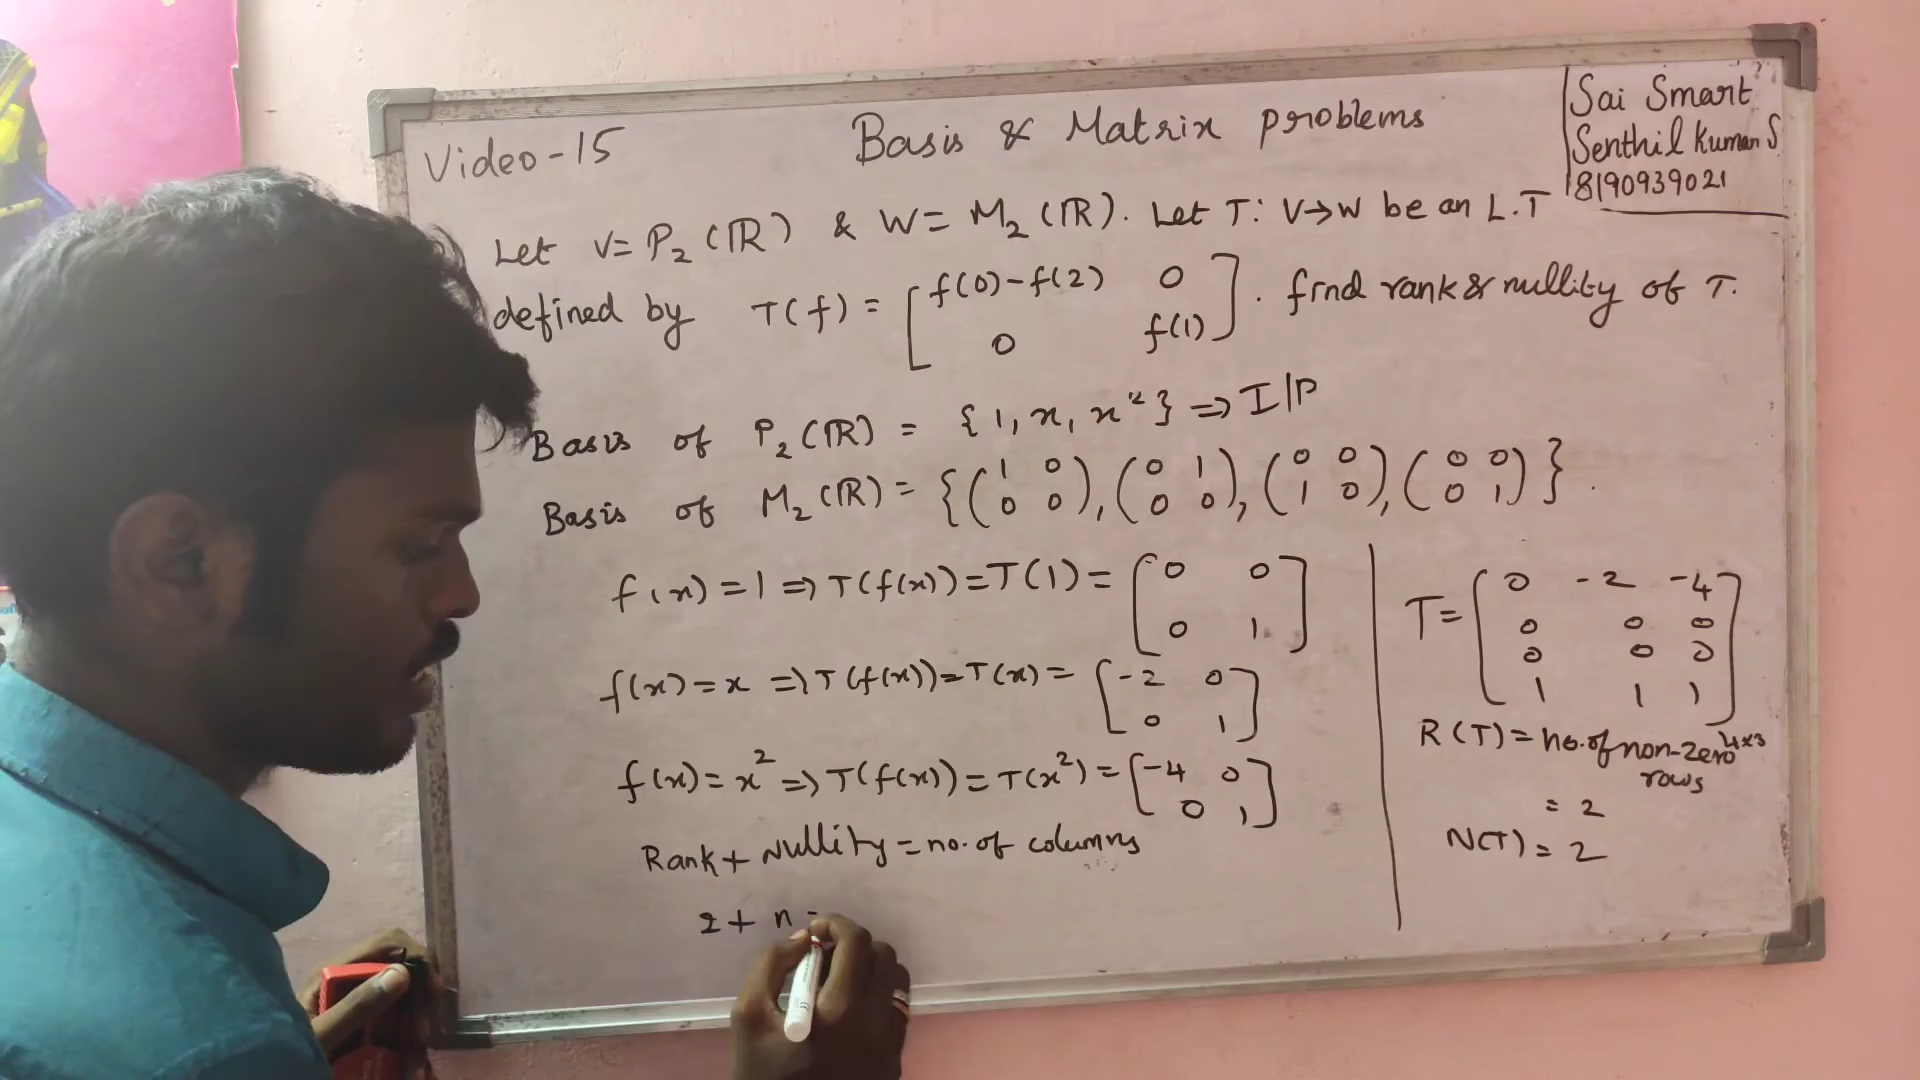 Video-15
Basis & Matrix problems
Sai Smart
Senthil Kumar S
8190939021
Let V= P₂(ℝ) & W= M₂(ℝ). Let T: V→W be an L.T
defined by T(f) = [ f(0)-f(2) 0 ]. find rank & nullity of T.
0 f(1)
Basis of P₂(ℝ) = {1, x, x²} ⇒ I/P
Basis of M₂(ℝ) = {(1 0), (0 1), (0 0), (0 0)}.
0 0 0 0 1 0 0 1
f(x) = 1 ⇒ T(f(x)) = T(1) = [ 0 0 ]
0 1
f(x) = x ⇒ T(f(x)) = T(x) = [ -2 0 ]
0 1
f(x) = x² ⇒ T(f(x)) = T(x²) = [ -4 0 ]
0 1
Rank + Nullity = no. of columns
2 + n =
T = [ 0 -2 -4 ]
0 0 0
0 0 0
1 1 1
4x3
R(T) = no. of non-zero
rows
= 2
N(T) = 2